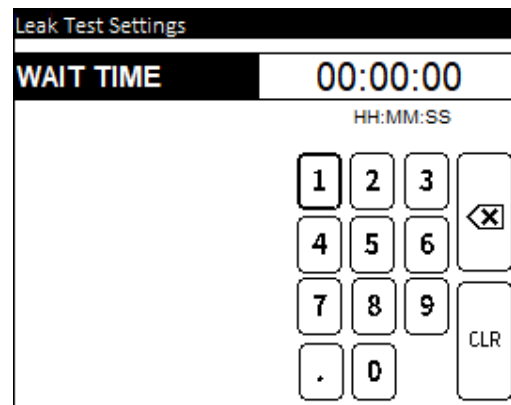 Leak Test Settings
WAIT TIME 00:00:00
HH:MM:SS
1 2 3
4 5 6
7 8 9
CLR
. 0